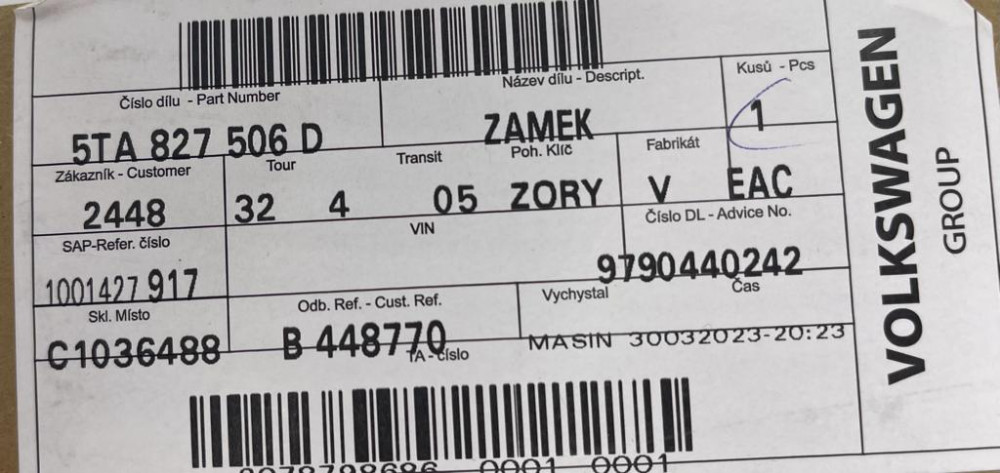 Číslo dílu - Part Number
5TA 827 506 D
Název dílu - Descript.
ZAMEK
Kusů - Pcs
1
Zákazník - Customer
2448
Tour
32 4
Transit
05
Poh. Klíč
ZORY
Fabrikát
V EAC
SAP-Refer. číslo
1001427 917
VIN
Číslo DL - Advice No.
9790440242
Skl. Místo
C1036488
Odb. Ref. - Cust. Ref.
B 448770
Vychystal
Čas
MASIN 30032023-20:23
TA - číslo
0001 0001
VOLKSWAGEN
GROUP